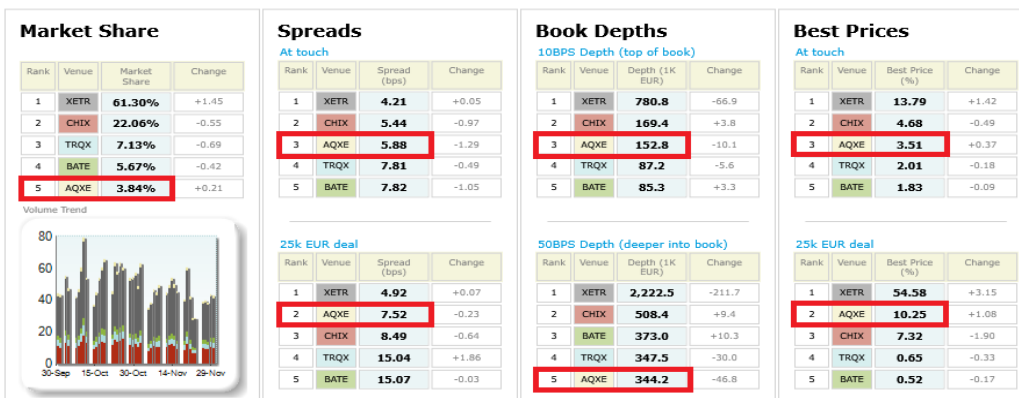 Market Share
Rank Venue Market Share Change
1 XETR 61.30% +1.45
2 CHIX 22.06% -0.55
3 TRQX 7.13% -0.69
4 BATE 5.67% -0.42
5 AQXE 3.84% +0.21
Volume Trend
80
60
40
20
0
30-Sep 15-Oct 30-Oct 14-Nov 29-Nov
Spreads
At touch
Rank Venue Spread (bps) Change
1 XETR 4.21 +0.05
2 CHIX 5.44 -0.97
3 AQXE 5.88 -1.29
4 TRQX 7.81 -0.49
5 BATE 7.82 -1.05
25k EUR deal
Rank Venue Spread (bps) Change
1 XETR 4.92 +0.07
2 AQXE 7.52 -0.23
3 CHIX 8.49 -0.64
4 TRQX 15.04 +1.86
5 BATE 15.07 -0.03
Book Depths
10BPS Depth (top of book)
Rank Venue Depth (1K EUR) Change
1 XETR 780.8 -66.9
2 CHIX 169.4 +3.8
3 AQXE 152.8 -10.1
4 TRQX 87.2 -5.6
5 BATE 85.3 +3.3
50BPS Depth (deeper into book)
Rank Venue Depth (1K EUR) Change
1 XETR 2,222.5 -211.7
2 CHIX 508.4 +9.4
3 BATE 373.0 +10.3
4 TRQX 347.5 -30.0
5 AQXE 344.2 -46.8
Best Prices
At touch
Rank Venue Best Price (%) Change
1 XETR 13.79 +1.42
2 CHIX 4.68 -0.49
3 AQXE 3.51 +0.37
4 TRQX 2.01 -0.18
5 BATE 1.83 -0.09
25k EUR deal
Rank Venue Best Price (%) Change
1 XETR 54.58 +3.15
2 AQXE 10.25 +1.08
3 CHIX 7.32 -1.90
4 TRQX 0.65 -0.33
5 BATE 0.52 -0.17